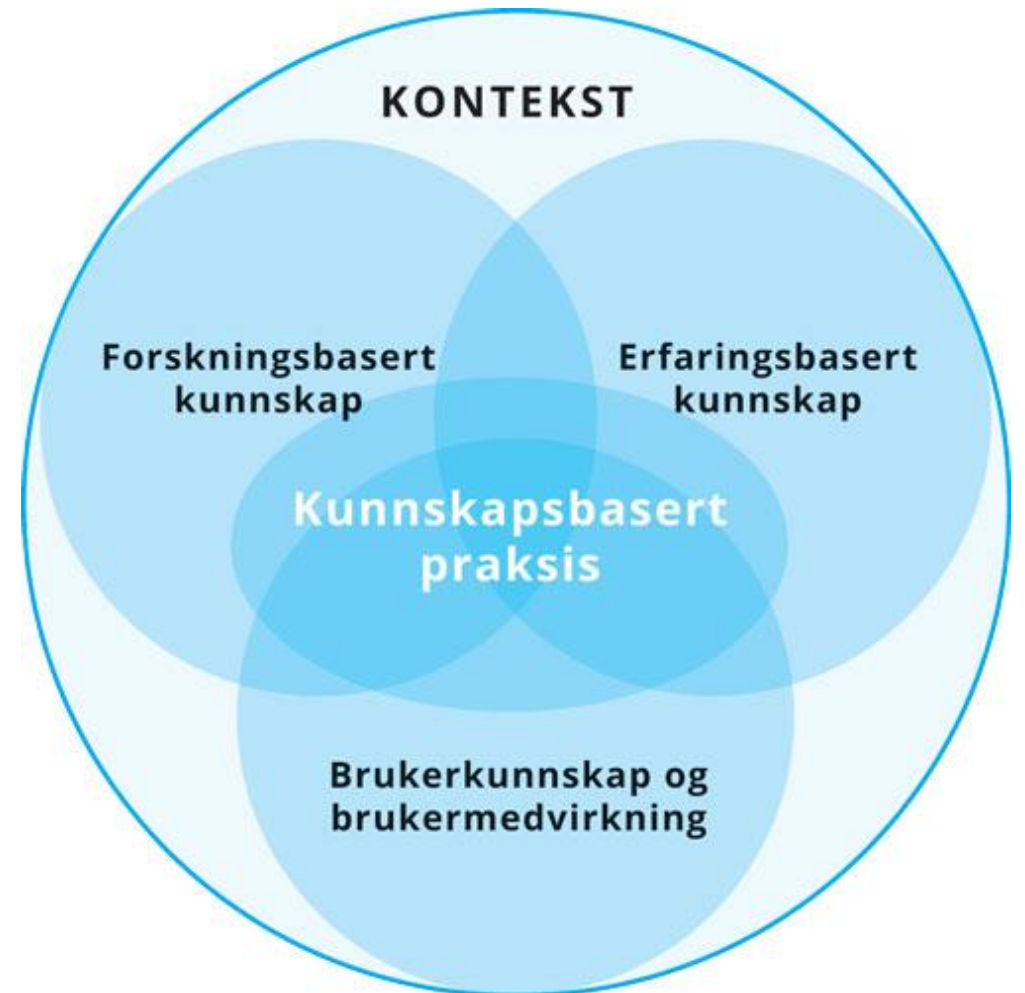 KONTEKST
Forskningsbasert
kunnskap
Erfaringsbasert
kunnskap
Kunnskapsbasert
praksis
Brukerkunnskap og
brukermedvirkning